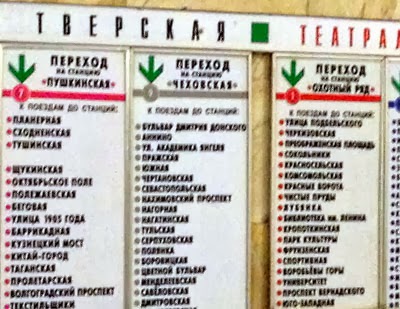 ТВЕРСКАЯ
ТЕАТРАЛ
ПЕРЕХОД
НА СТАНЦИЮ
"ПУШКИНСКАЯ"
7
К ПОЕЗДАМ ДО СТАНЦИЙ:
ПЛАНЕРНАЯ
СХОДНЕНСКАЯ
ТУШИНСКАЯ
ЩУКИНСКАЯ
ОКТЯБРЬСКОЕ ПОЛЕ
ПОЛЕЖАЕВСКАЯ
БЕГОВАЯ
УЛИЦА 1905 ГОДА
БАРРИКАДНАЯ
КУЗНЕЦКИЙ МОСТ
КИТАЙ-ГОРОД
ТАГАНСКАЯ
ПРОЛЕТАРСКАЯ
ВОЛГОГРАДСКИЙ ПРОСПЕКТ
ТЕКСТИЛЬЩИКИ
ПЕРЕХОД
НА СТАНЦИЮ
"ЧЕХОВСКАЯ"
9
К ПОЕЗДАМ ДО СТАНЦИЙ:
БУЛЬВАР ДМИТРИЯ ДОНСКОГО
АННИНО
УЛ. АКАДЕМИКА ЯНГЕЛЯ
ПРАЖСКАЯ
ЮЖНАЯ
ЧЕРТАНОВСКАЯ
СЕВАСТОПОЛЬСКАЯ
НАХИМОВСКИЙ ПРОСПЕКТ
НАГОРНАЯ
НАГАТИНСКАЯ
ТУЛЬСКАЯ
СЕРПУХОВСКАЯ
ПОЛЯНКА
БОРОВИЦКАЯ
ЦВЕТНОЙ БУЛЬВАР
МЕНДЕЛЕЕВСКАЯ
САВЁЛОВСКАЯ
ДМИТРОВСКАЯ
ПЕРЕХОД
НА СТАНЦИЮ
"ОХОТНЫЙ РЯД"
1
К ПОЕЗДАМ ДО СТАНЦИЙ:
УЛИЦА ПОДБЕЛЬСКОГО
ЧЕРКИЗОВСКАЯ
ПРЕОБРАЖЕНСКАЯ ПЛОЩАДЬ
СОКОЛЬНИКИ
КРАСНОСЕЛЬСКАЯ
КОМСОМОЛЬСКАЯ
КРАСНЫЕ ВОРОТА
ЧИСТЫЕ ПРУДЫ
ЛУБЯНКА
БИБЛИОТЕКА ИМ. ЛЕНИНА
КРОПОТКИНСКАЯ
ПАРК КУЛЬТУРЫ
ФРУНЗЕНСКАЯ
СПОРТИВНАЯ
ВОРОБЬЁВЫ ГОРЫ
УНИВЕРСИТЕТ
ПРОСПЕКТ ВЕРНАДСКОГО
ЮГО-ЗАПАДНАЯ